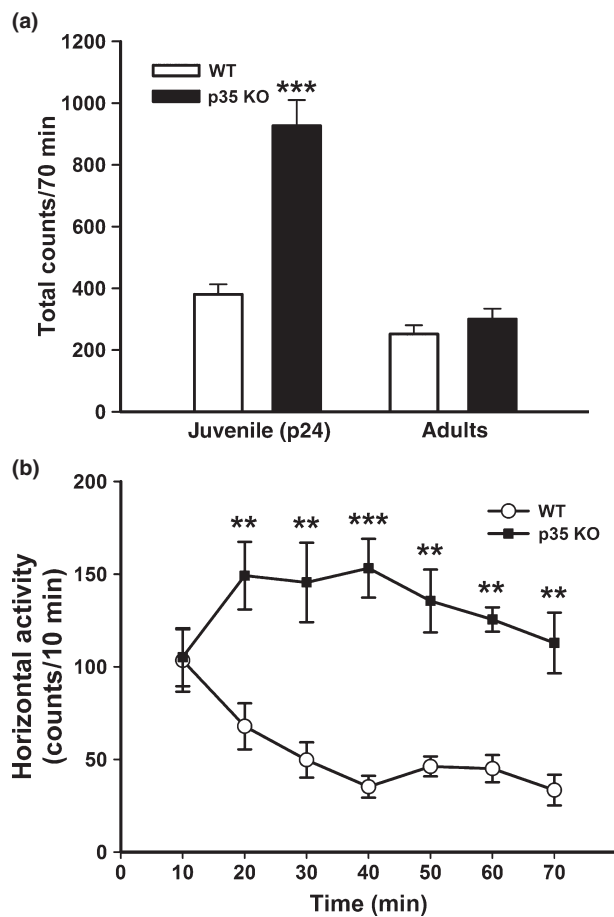 (a)
1200
1000
800
600
400
200
0
Total counts/70 min
WT
p35 KO
***
Juvenile (p24)
Adults
(b)
200
150
100
50
0
Horizontal activity
(counts/10 min)
WT
p35 KO
**
**
***
**
**
**
0 10 20 30 40 50 60 70
Time (min)